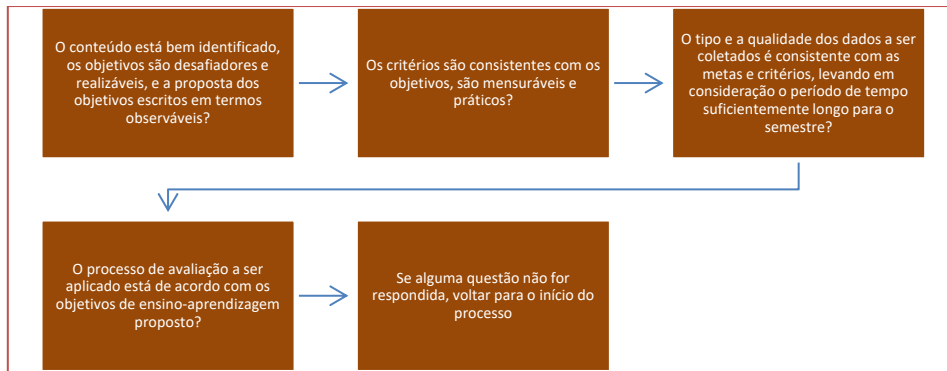 O conteúdo está bem identificado,
os objetivos são desafiadores e
realizáveis, e a proposta dos
objetivos escritos em termos
observáveis?
Os critérios são consistentes com os
objetivos, são mensuráveis e
práticos?
O tipo e a qualidade dos dados a ser
coletados é consistente com as
metas e critérios, levando em
consideração o período de tempo
suficientemente longo para o
semestre?
O processo de avaliação a ser
aplicado está de acordo com os
objetivos de ensino-aprendizagem
proposto?
Se alguma questão não for
respondida, voltar para o início do
processo